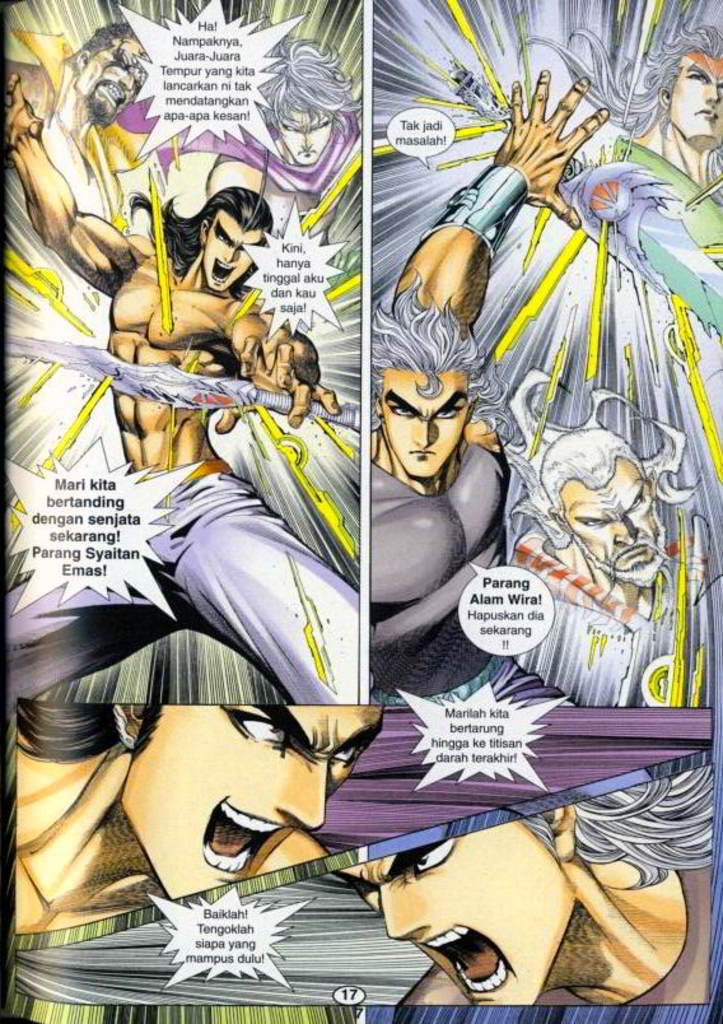 Ha!
Nampaknya,
Juara-Juara
Tempur yang kita
lancarkan ni tak
mendatangkan
apa-apa kesan!
Kini,
hanya
tinggal aku
dan kau
saja!
Mari kita
bertanding
dengan senjata
sekarang!
Parang Syaitan
Emas!
Tak jadi
masalah!
Parang
Alam Wira!
Hapuskan dia
sekarang
!!
Marilah kita
bertarung
hingga ke titisan
darah terakhir!
Baiklah!
Tengoklah
siapa yang
mampus dulu!
17
7